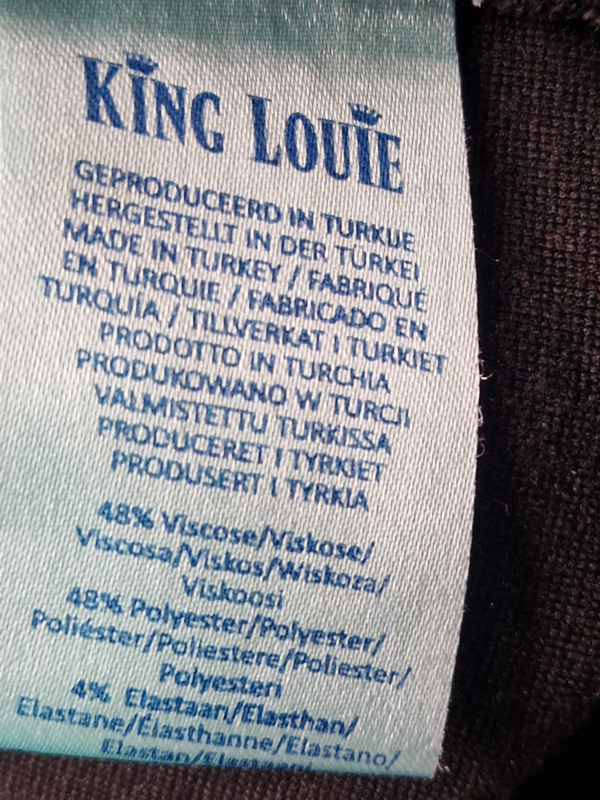 KING LOUIE
GEPRODUCEERD IN TURKIJE
HERGESTELLT IN DER TÜRKEI
MADE IN TURKEY / FABRIQUÉ
EN TURQUIE / FABRICADO EN
TURQUÍA / TILLVERKAT I TURKIET
PRODOTTO IN TURCHIA
PRODUKOWANO W TURCJI
VALMISTETTU TURKISSA
PRODUCERET I TYRKIET
PRODUSERT I TYRKIA
48% Viscose/Viskose/
Viscosa/Viskos/Wiskoza/
Viskoosi
48% Polyester/Polyester/
Poliéster/Poliestere/Poliester/
Polyesteri
4% Elastaan/Elasthan/
Elastane/Élasthanne/Elastano/
Elastan/Elastaani